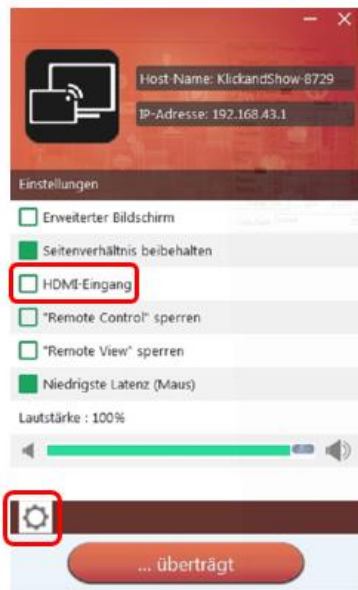 Host-Name: KlickandShow-8729
IP-Adresse: 192.168.43.1
Einstellungen
Erweiterter Bildschirm
Seitenverhältnis beibehalten
HDMI-Eingang
"Remote Control" sperren
"Remote View" sperren
Niedrigste Latenz (Maus)
Lautstärke : 100%
... überträgt